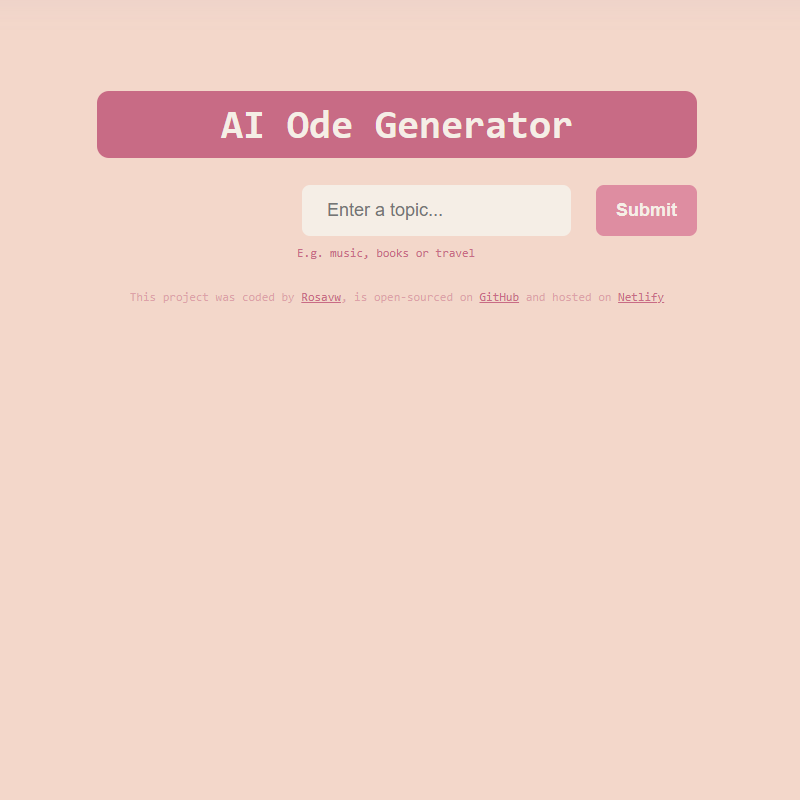 AI Ode Generator
Enter a topic... Submit
E.g. music, books or travel
This project was coded by Rosavw, is open-sourced on GitHub and hosted on Netlify